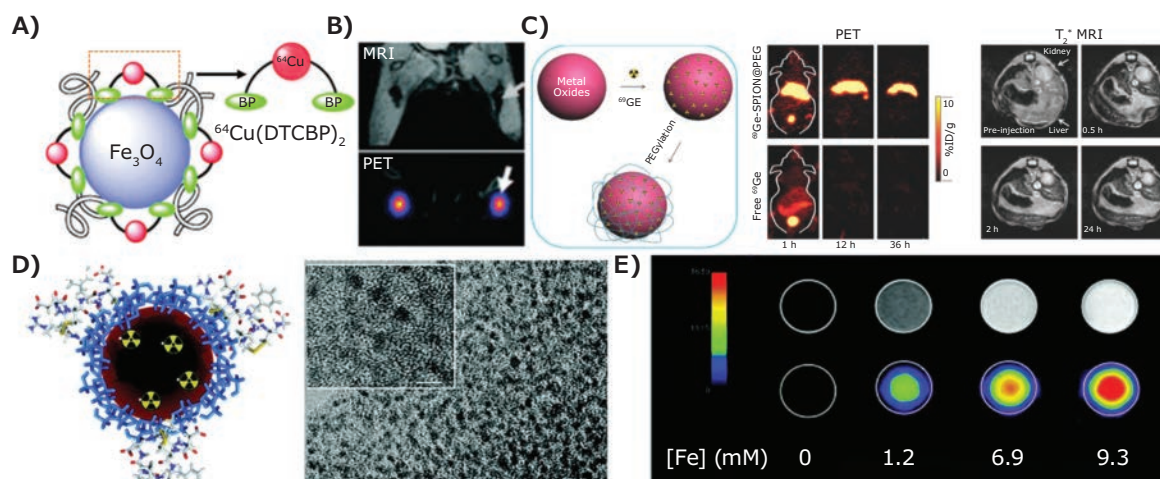 A)
⁶⁴Cu
BP
BP
⁶⁴Cu(DTCBP)₂
Fe₃O₄
B)
MRI
PET
C)
Metal
Oxides
⁶⁹GE
PEGylation
PET
⁶⁹Ge-SPION@PEG
Free ⁶⁹Ge
1 h
12 h
36 h
10
%ID/g
0
T₂* MRI
Kidney
Pre-injection
Liver
0.5 h
2 h
24 h
D)
E)
[Fe] (mM)
0
1.2
6.9
9.3